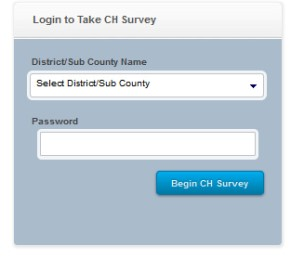 Login to Take CH Survey
District/Sub County Name
Select District/Sub County
Password
Begin CH Survey